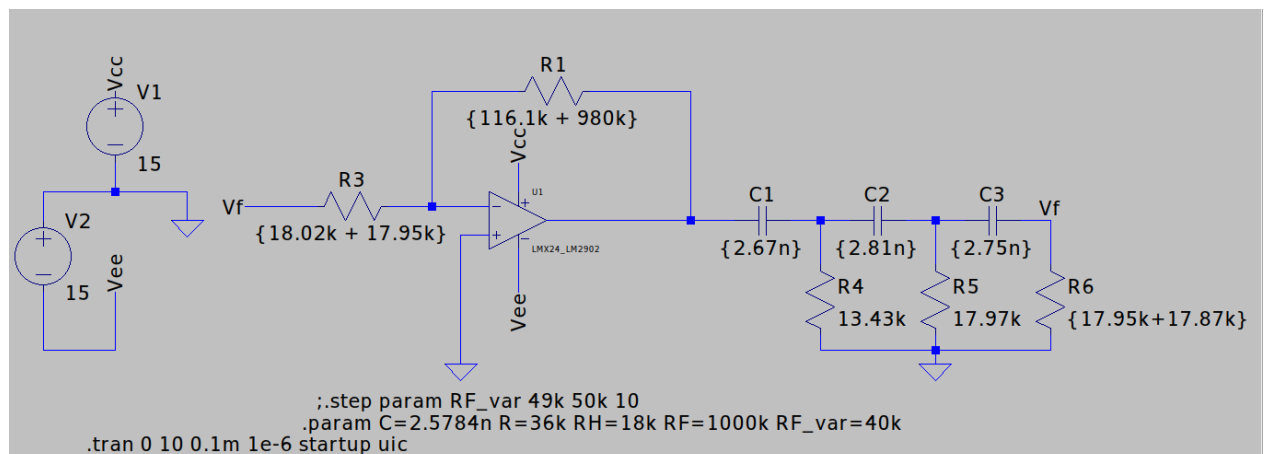 Vcc
V1
15
V2
15
Vee
Vf
R3
{18.02k + 17.95k}
R1
{116.1k + 980k}
Vcc
U1
LMX24_LM2902
Vee
C1
{2.67n}
C2
{2.81n}
C3
{2.75n}
Vf
R4
13.43k
R5
17.97k
R6
{17.95k+17.87k}
;.step param RF_var 49k 50k 10
.param C=2.5784n R=36k RH=18k RF=1000k RF_var=40k
.tran 0 10 0.1m 1e-6 startup uic